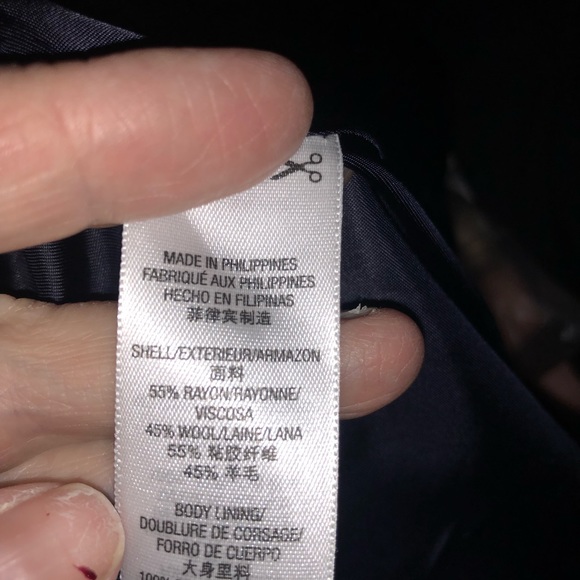 MADE IN PHILIPPINES
FABRIQUÉ AUX PHILIPPINES
HECHO EN FILIPINAS
菲律宾制造
SHELL/EXTERIEUR/ARMAZON
面料
55% RAYON/RAYONNE/
VISCOSA
45% WOOL/LAINE/LANA
55% 粘胶纤维
45% 羊毛
BODY LINING/
DOUBLURE DE CORSAGE/
FORRO DE CUERPO
大身里料
100%